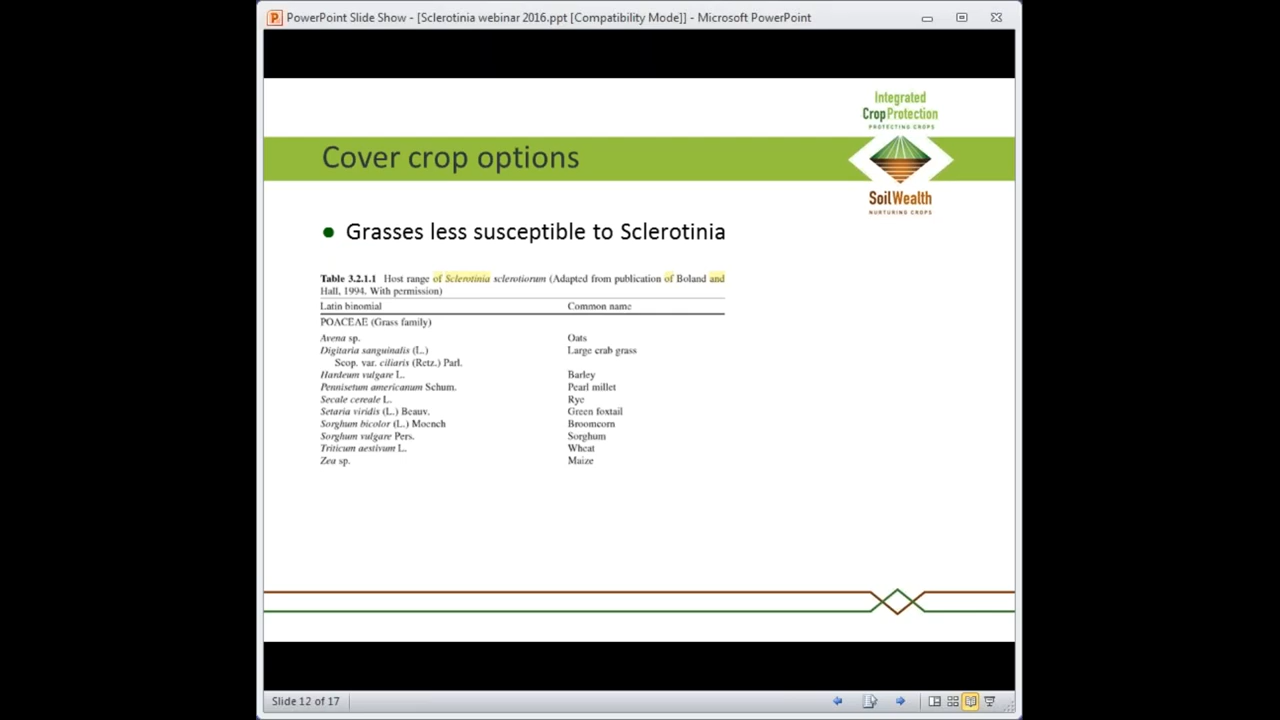 PowerPoint Slide Show - [Sclerotinia webinar 2016.ppt [Compatibility Mode]] - Microsoft PowerPoint
Integrated
Crop Protection
PROTECTING CROPS
Cover crop options
SoilWealth
NURTURING CROPS
Grasses less susceptible to Sclerotinia
Table 3.2.1.1 Host range of Sclerotinia sclerotiorum (Adapted from publication of Boland and
Hall, 1994. With permission)
Latin binomial Common name
POACEAE (Grass family)
Avena sp. Oats
Digitaria sanguinalis (L.) Large crab grass
Scop. var. ciliaris (Retz.) Parl.
Hordeum vulgare L. Barley
Pennisetum americanum Schum. Pearl millet
Secale cereale L. Rye
Setaria viridis (L.) Beauv. Green foxtail
Sorghum bicolor (L.) Moench Broomcorn
Sorghum vulgare Pers. Sorghum
Triticum aestivum L. Wheat
Zea sp. Maize
Slide 12 of 17